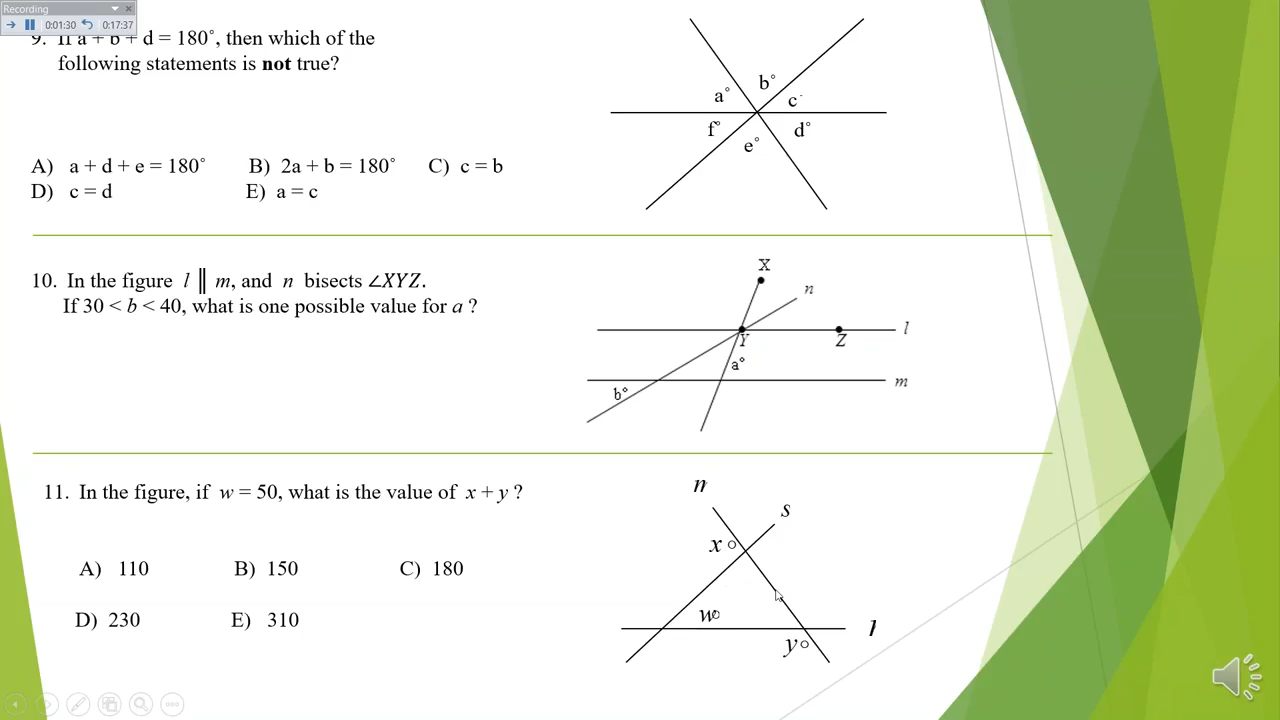 Recording
0:01:30 0:17:37
9. If a + b + d = 180°, then which of the
following statements is not true?
A) a + d + e = 180° B) 2a + b = 180° C) c = b
D) c = d E) a = c
a° b° c
f° e° d°
10. In the figure l ∥ m, and n bisects ∠XYZ.
If 30 < b < 40, what is one possible value for a ?
X
n
Y Z l
a°
b° m
11. In the figure, if w = 50, what is the value of x + y ?
A) 110 B) 150 C) 180
D) 230 E) 310
s
x°
w°
y°